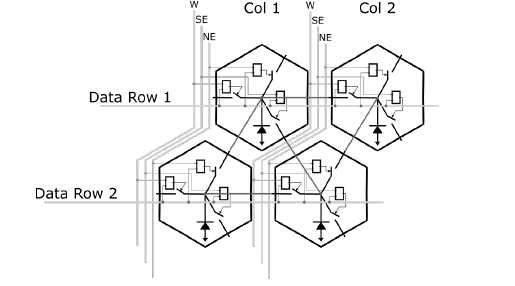 W
Col 1
W
Col 2
SE
SE
NE
NE
Data Row 1
Data Row 2